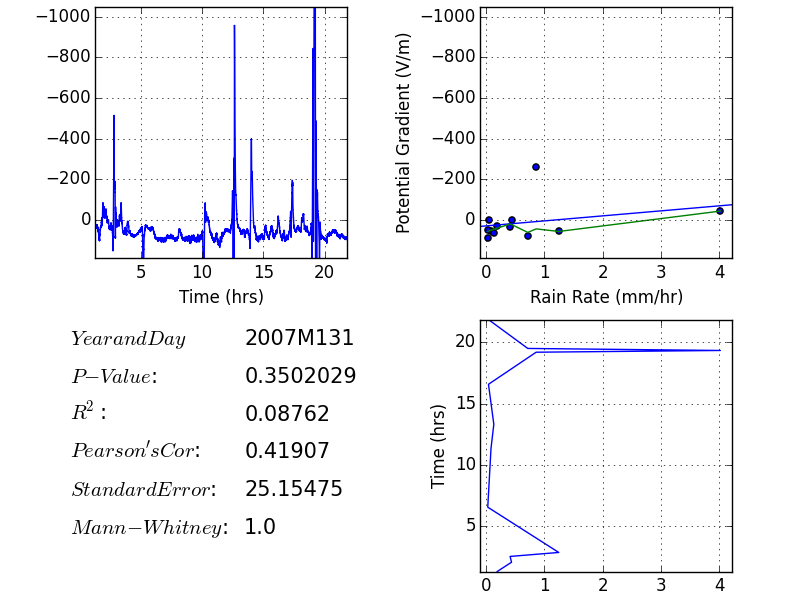 −1000
−800
−600
−400
−200
0
5 10 15 20
Time (hrs)
−1000
−800
−600
−400
−200
0
Potential Gradient (V/m)
0 1 2 3 4
Rain Rate (mm/hr)
YearandDay 2007M131
P−Value: 0.3502029
R²: 0.08762
Pearson'sCor: 0.41907
StandardError: 25.15475
Mann−Whitney: 1.0
20
15
10
5
Time (hrs)
0 1 2 3 4